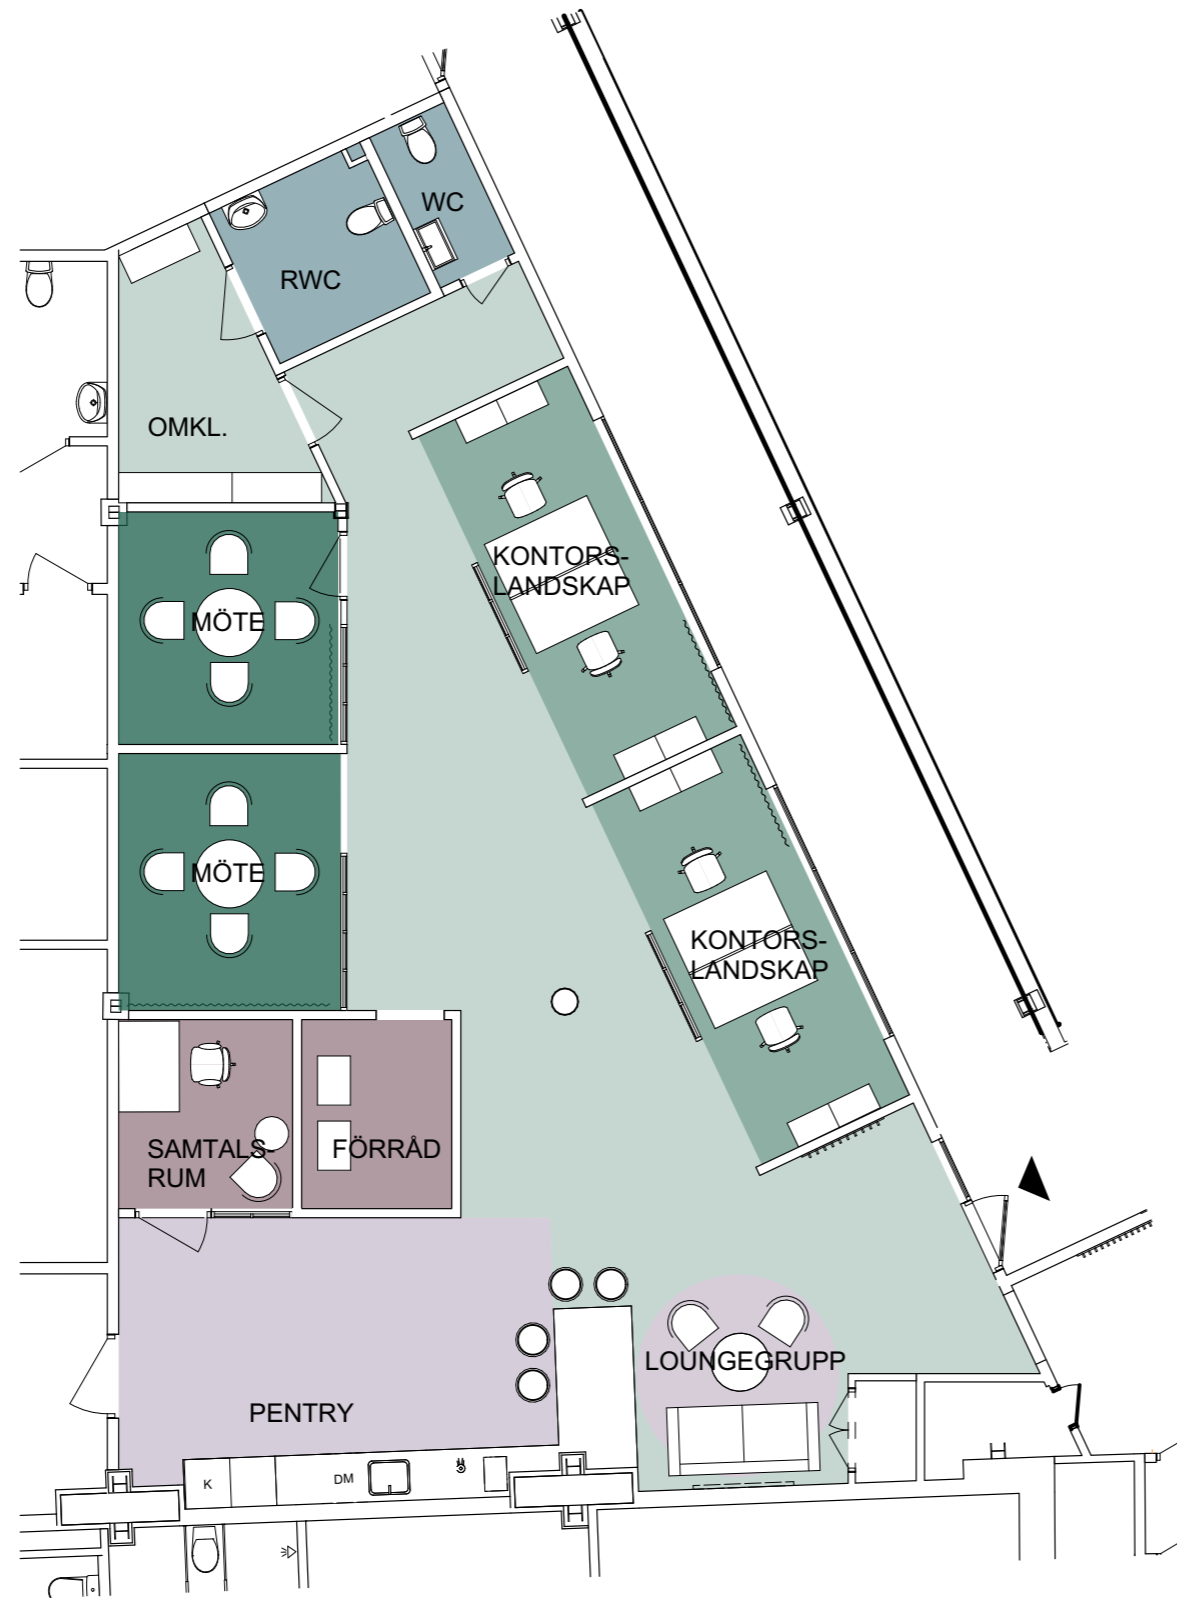 WC
RWC
OMKL.
KONTORS-
LANDSKAP
MÖTE
MÖTE
KONTORS-
LANDSKAP
SAMTALS-
RUM
FÖRRÅD
LOUNGEGRUPP
PENTRY
K
DM